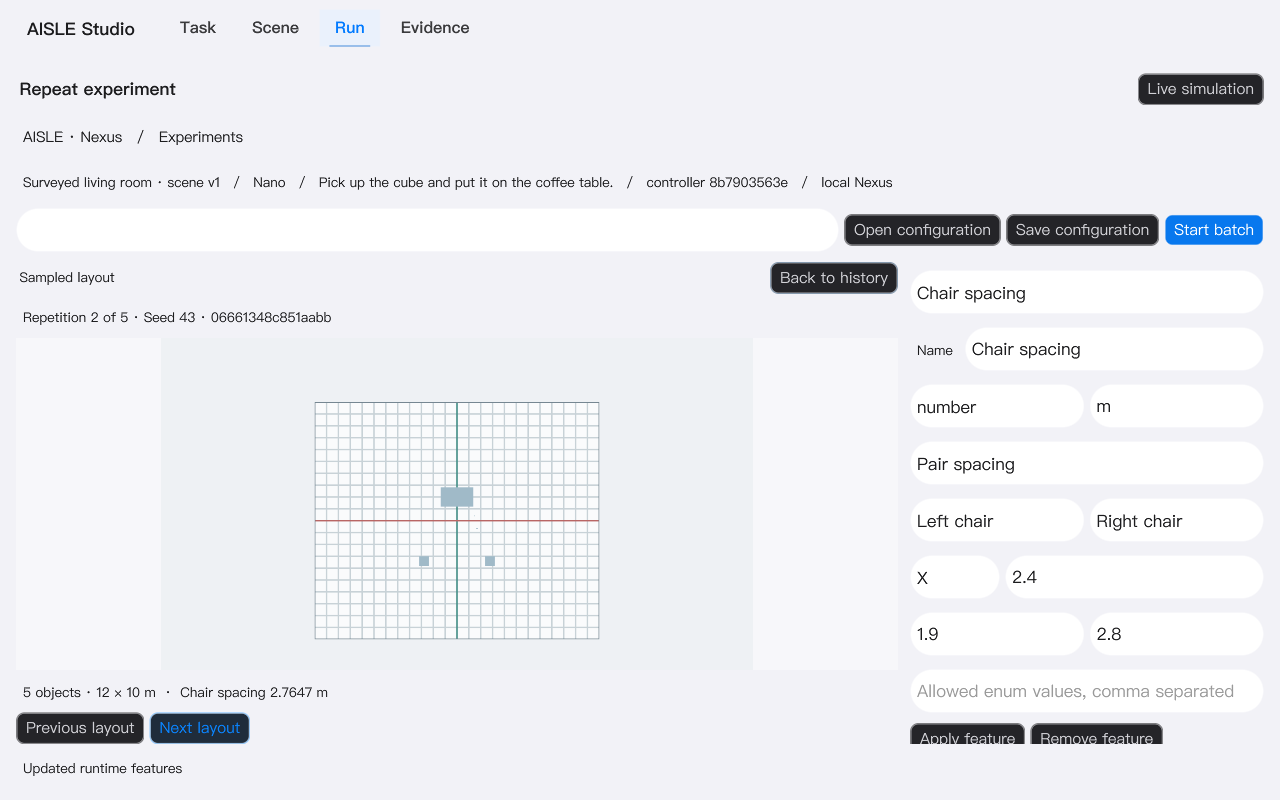 AISLE Studio Task Scene Run Evidence
Repeat experiment Live simulation
AISLE · Nexus / Experiments
Surveyed living room · scene v1 / Nano / Pick up the cube and put it on the coffee table. / controller 8b7903563e / local Nexus
Open configuration Save configuration Start batch
Sampled layout Back to history
Repetition 2 of 5 · Seed 43 · 06661348c851aabb
5 objects · 12 × 10 m · Chair spacing 2.7647 m
Previous layout Next layout
Updated runtime features
Chair spacing
Name Chair spacing
number m
Pair spacing
Left chair Right chair
X 2.4
1.9 2.8
Allowed enum values, comma separated
Apply feature Remove feature